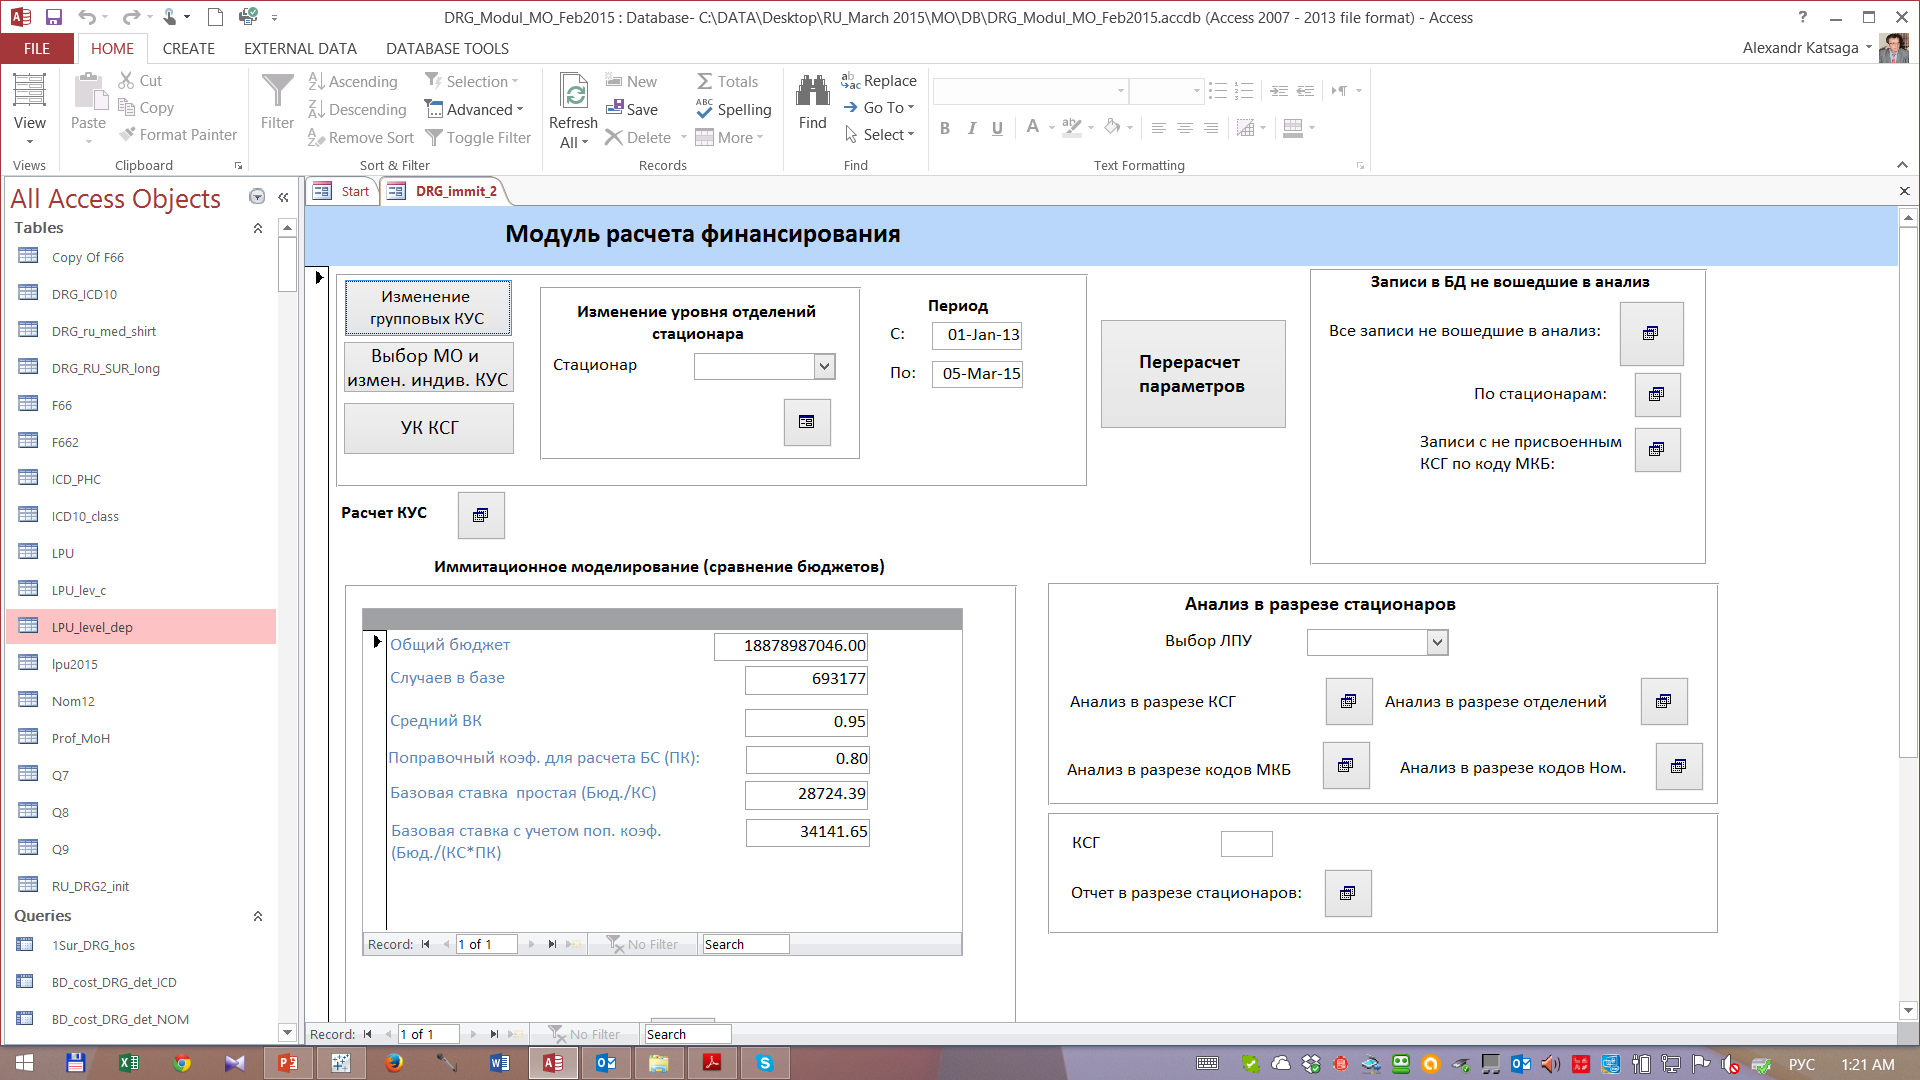 DRG_Modul_MO_Feb2015 : Database- C:\DATA\Desktop\RU_March 2015\MO\DB\DRG_Modul_MO_Feb2015.accdb (Access 2007 - 2013 file format) - Access
FILE HOME CREATE EXTERNAL DATA DATABASE TOOLS
Alexandr Katsaga
View
Views
Paste
Cut
Copy
Format Painter
Clipboard
Filter
Ascending
Descending
Remove Sort
Selection
Advanced
Toggle Filter
Sort & Filter
Refresh
All
New
Save
Delete
Totals
Spelling
More
Records
Find
Replace
Go To
Select
Find
B I U A
Text Formatting
All Access Objects
Tables
Copy Of F66
DRG_ICD10
DRG_ru_med_shirt
DRG_RU_SUR_long
F66
F662
ICD_PHC
ICD10_class
LPU
LPU_lev_c
LPU_level_dep
lpu2015
Nom12
Prof_MoH
Q7
Q8
Q9
RU_DRG2_init
Queries
1Sur_DRG_hos
BD_cost_DRG_det_ICD
BD_cost_DRG_det_NOM
Start
DRG_immit_2
Модуль расчета финансирования
Изменение
групповых КУС
Выбор МО и
измен. индив. КУС
УК КСГ
Изменение уровня отделений
стационара
Стационар
Период
С: 01-Jan-13
По: 05-Mar-15
Перерасчет
параметров
Записи в БД не вошедшие в анализ
Все записи не вошедшие в анализ:
По стационарам:
Записи с не присвоенным
КСГ по коду МКБ:
Расчет КУС
Иммитационное моделирование (сравнение бюджетов)
Общий бюджет 18878987046.00
Случаев в базе 693177
Средний ВК 0.95
Поправочный коэф. для расчета БС (ПК): 0.80
Базовая ставка  простая (Бюд./КС) 28724.39
Базовая ставка с учетом поп. коэф. 34141.65
(Бюд./(КС*ПК)
Record: 1 of 1 No Filter Search
Анализ в разрезе стационаров
Выбор ЛПУ
Анализ в разрезе КСГ
Анализ в разрезе отделений
Анализ в разрезе кодов МКБ
Анализ в разрезе кодов Ном.
КСГ
Отчет в разрезе стационаров:
Record: 1 of 1 No Filter Search
РУС 1:21 AM